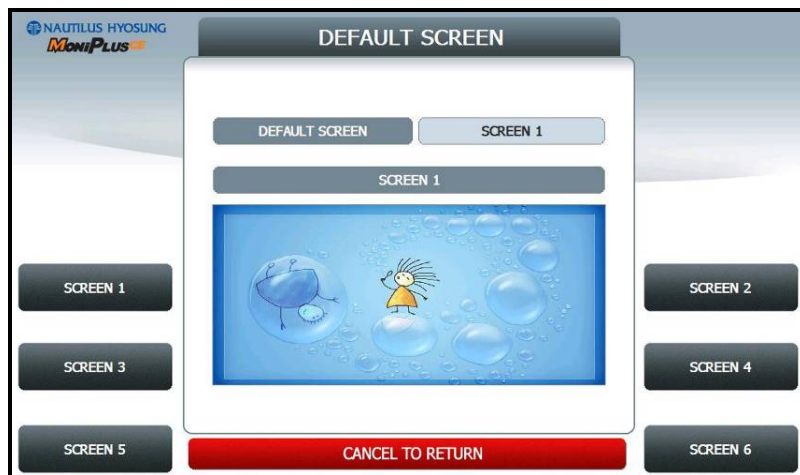 NAUTILUS HYOSUNG
MONIPLUS CE
DEFAULT SCREEN
DEFAULT SCREEN
SCREEN 1
SCREEN 1
SCREEN 1
SCREEN 2
SCREEN 3
SCREEN 4
SCREEN 5
CANCEL TO RETURN
SCREEN 6